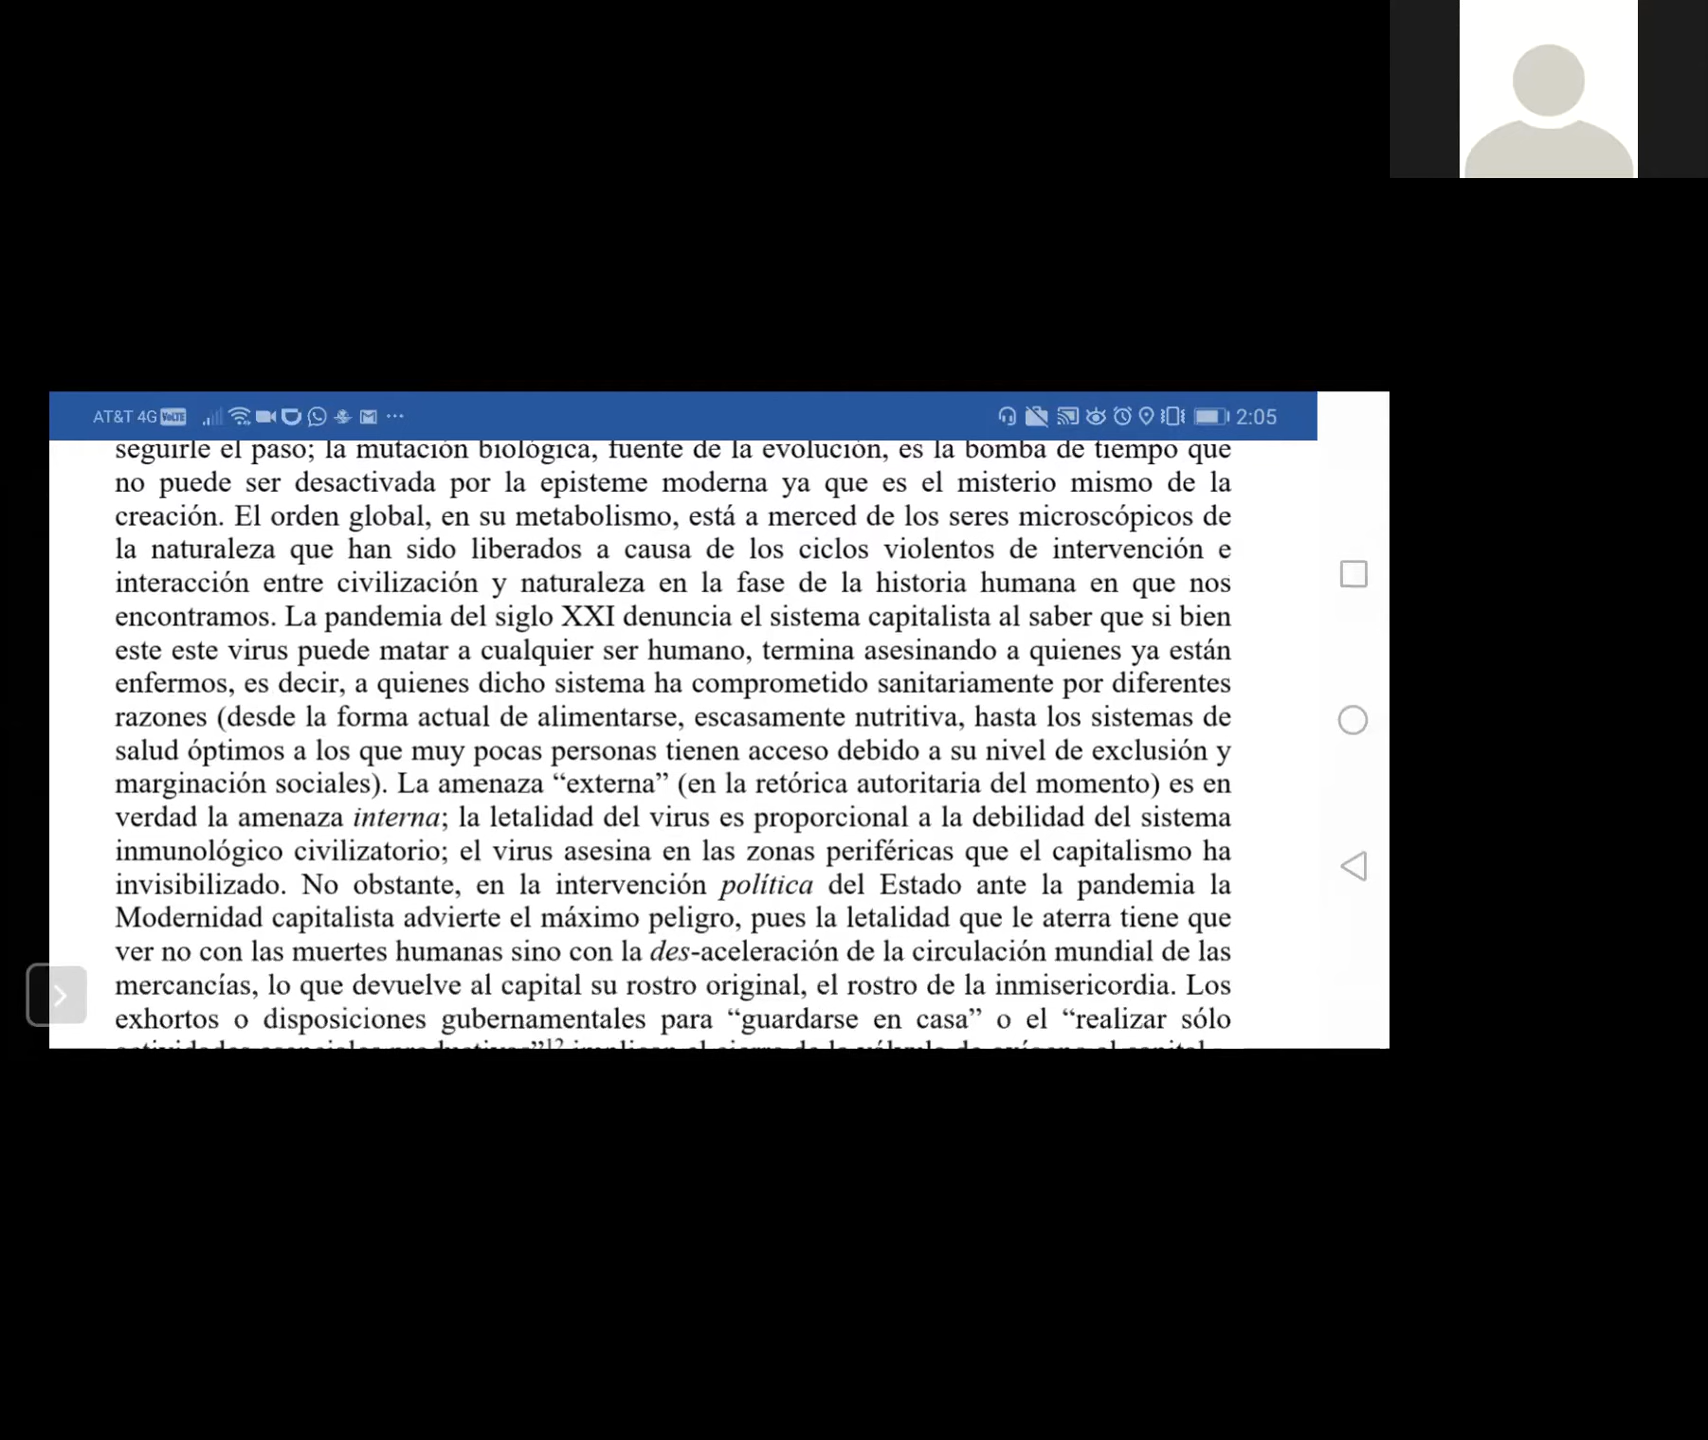 AT&T 4G VoLTE 2:05
seguirle el paso; la mutación biológica, fuente de la evolución, es la bomba de tiempo que
no puede ser desactivada por la episteme moderna ya que es el misterio mismo de la
creación. El orden global, en su metabolismo, está a merced de los seres microscópicos de
la naturaleza que han sido liberados a causa de los ciclos violentos de intervención e
interacción entre civilización y naturaleza en la fase de la historia humana en que nos
encontramos. La pandemia del siglo XXI denuncia el sistema capitalista al saber que si bien
este este virus puede matar a cualquier ser humano, termina asesinando a quienes ya están
enfermos, es decir, a quienes dicho sistema ha comprometido sanitariamente por diferentes
razones (desde la forma actual de alimentarse, escasamente nutritiva, hasta los sistemas de
salud óptimos a los que muy pocas personas tienen acceso debido a su nivel de exclusión y
marginación sociales). La amenaza “externa” (en la retórica autoritaria del momento) es en
verdad la amenaza interna; la letalidad del virus es proporcional a la debilidad del sistema
inmunológico civilizatorio; el virus asesina en las zonas periféricas que el capitalismo ha
invisibilizado. No obstante, en la intervención política del Estado ante la pandemia la
Modernidad capitalista advierte el máximo peligro, pues la letalidad que le aterra tiene que
ver no con las muertes humanas sino con la des-aceleración de la circulación mundial de las
mercancías, lo que devuelve al capital su rostro original, el rostro de la inmisericordia. Los
exhortos o disposiciones gubernamentales para “guardarse en casa” o el “realizar sólo